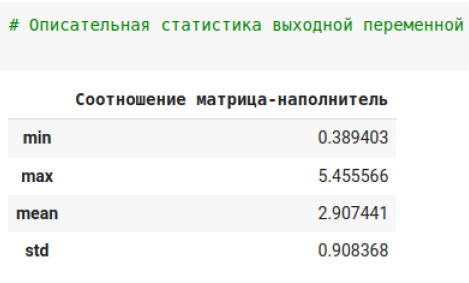 # Описательная статистика выходной переменной
Соотношение матрица-наполнитель
min 0.389403
max 5.455566
mean 2.907441
std 0.908368